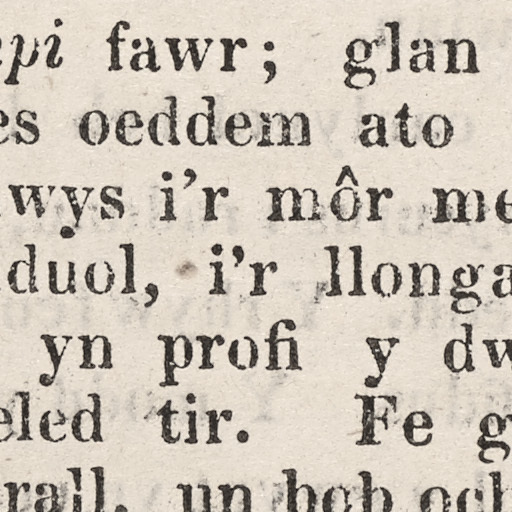 pi fawr; glan
es oeddem ato
wys i'r môr me
duol, i'r llonga
yn profi y dw
eled tir. Fe g
rall, un bob och